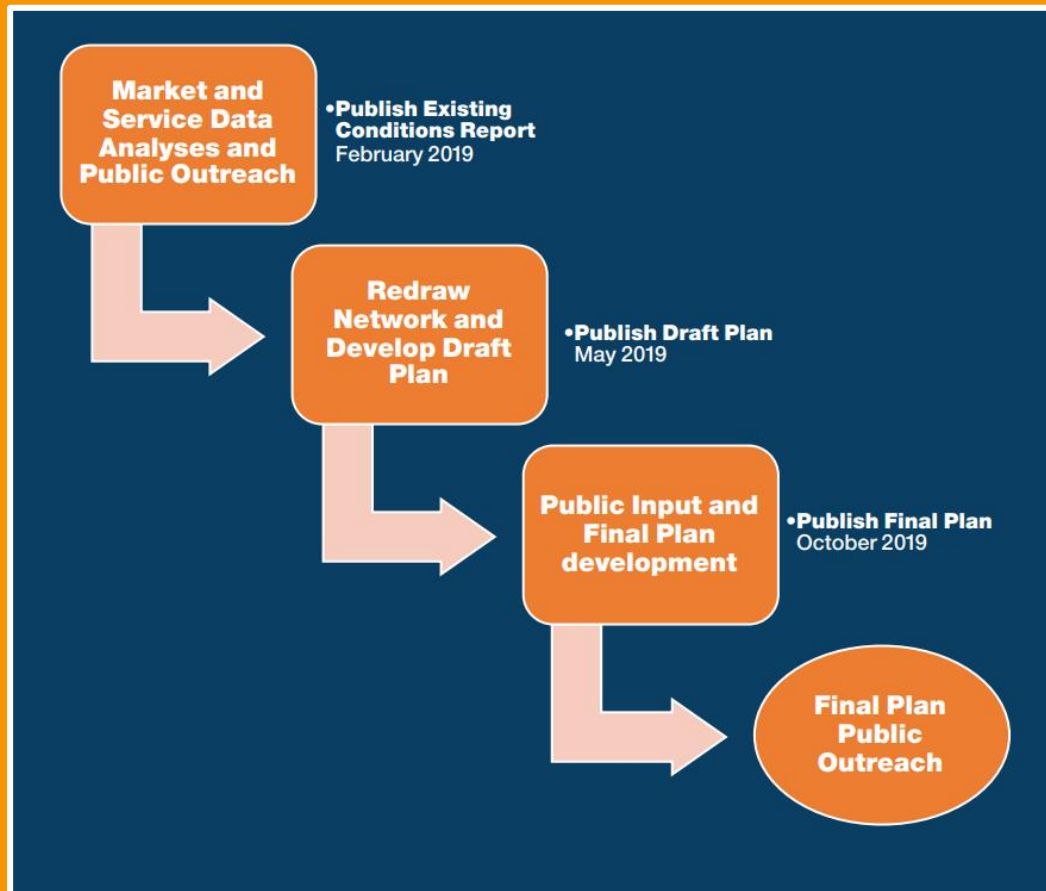 Market and
Service Data
Analyses and
Public Outreach
•Publish Existing
Conditions Report
February 2019
Redraw
Network and
Develop Draft
Plan
•Publish Draft Plan
May 2019
Public Input and
Final Plan
development
•Publish Final Plan
October 2019
Final Plan
Public
Outreach